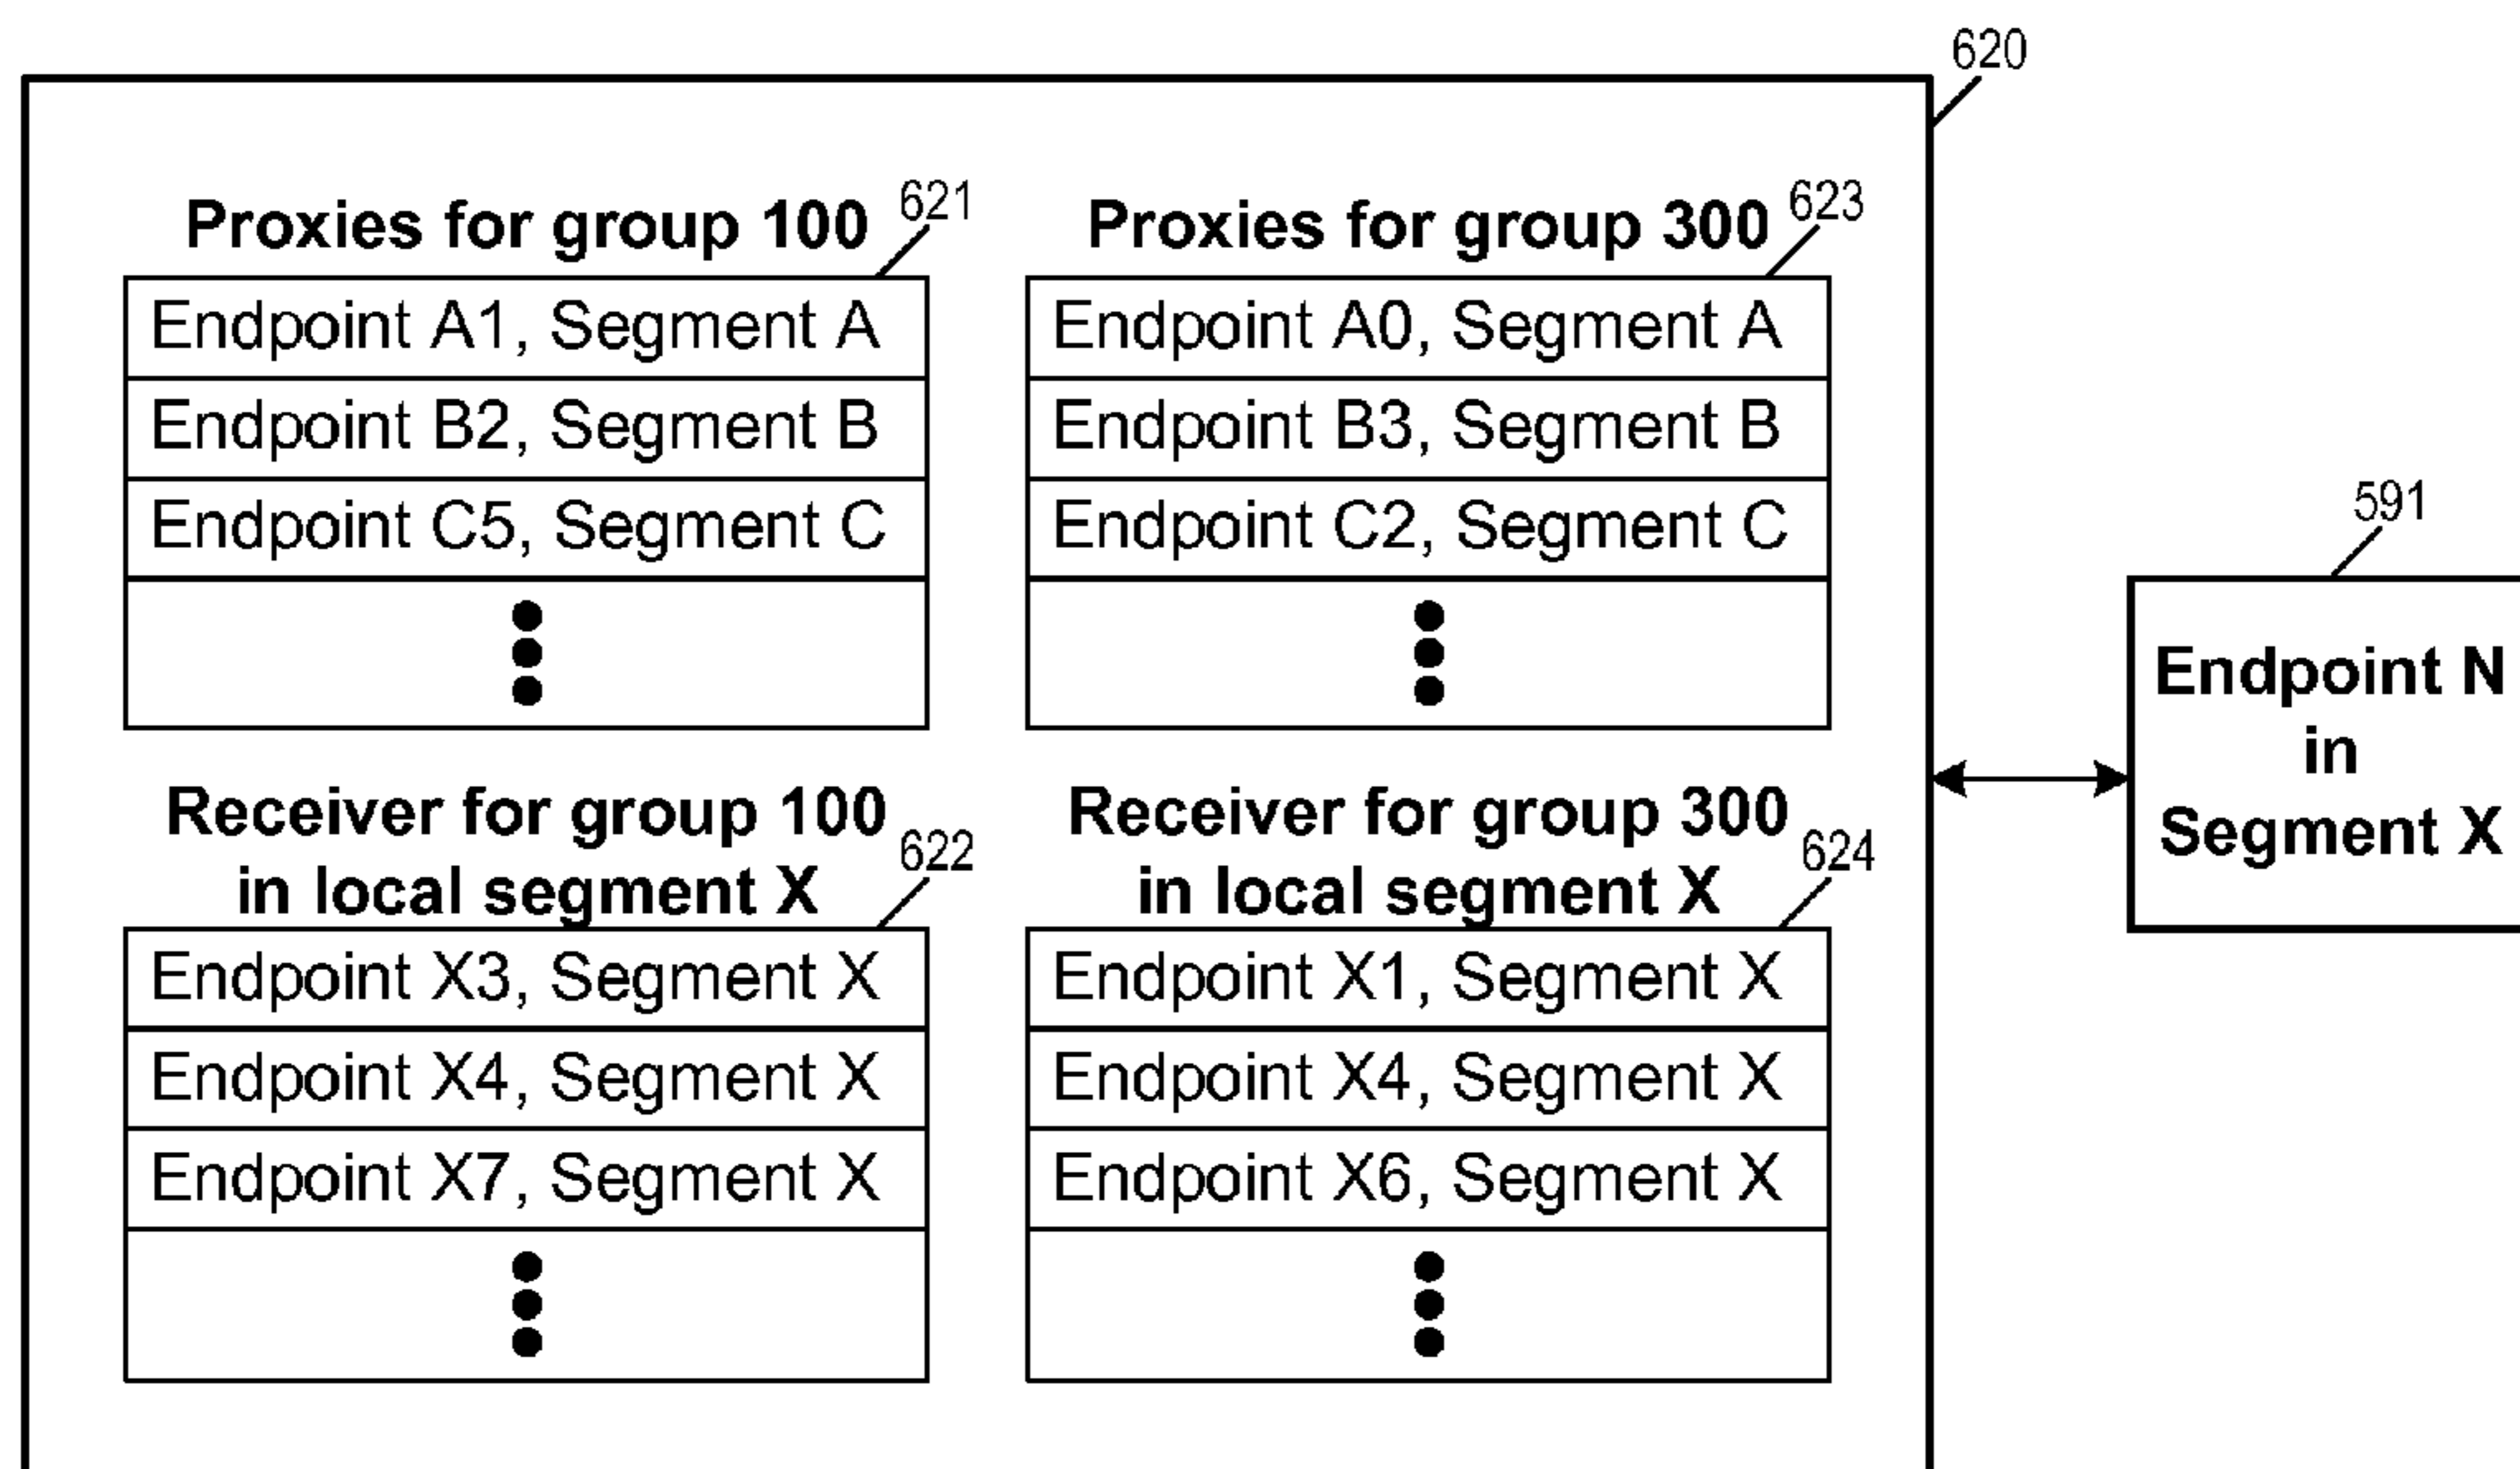 620
Proxies for group 100
621
Endpoint A1, Segment A
Endpoint B2, Segment B
Endpoint C5, Segment C
Proxies for group 300
623
Endpoint A0, Segment A
Endpoint B3, Segment B
Endpoint C2, Segment C
Receiver for group 100
in local segment X
622
Endpoint X3, Segment X
Endpoint X4, Segment X
Endpoint X7, Segment X
Receiver for group 300
in local segment X
624
Endpoint X1, Segment X
Endpoint X4, Segment X
Endpoint X6, Segment X
591
Endpoint N
in
Segment X